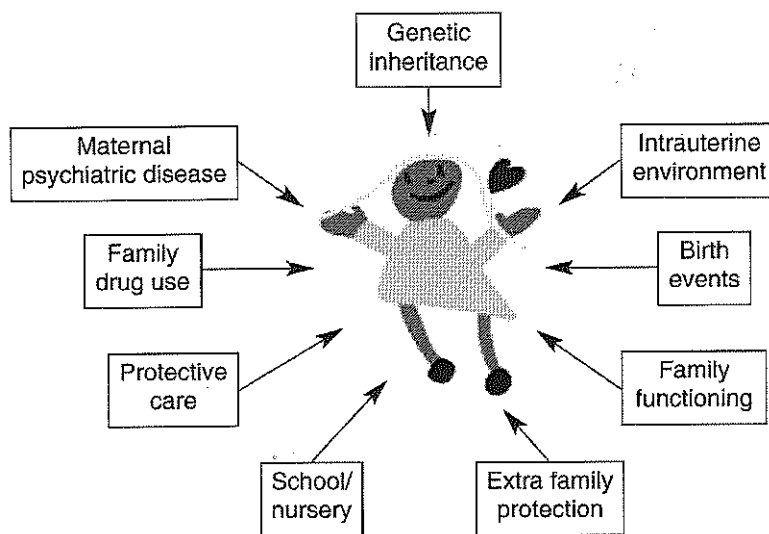 Genetic
inheritance
Maternal
psychiatric disease
Intrauterine
environment
Family
drug use
Birth
events
Protective
care
Family
functioning
School/
nursery
Extra family
protection